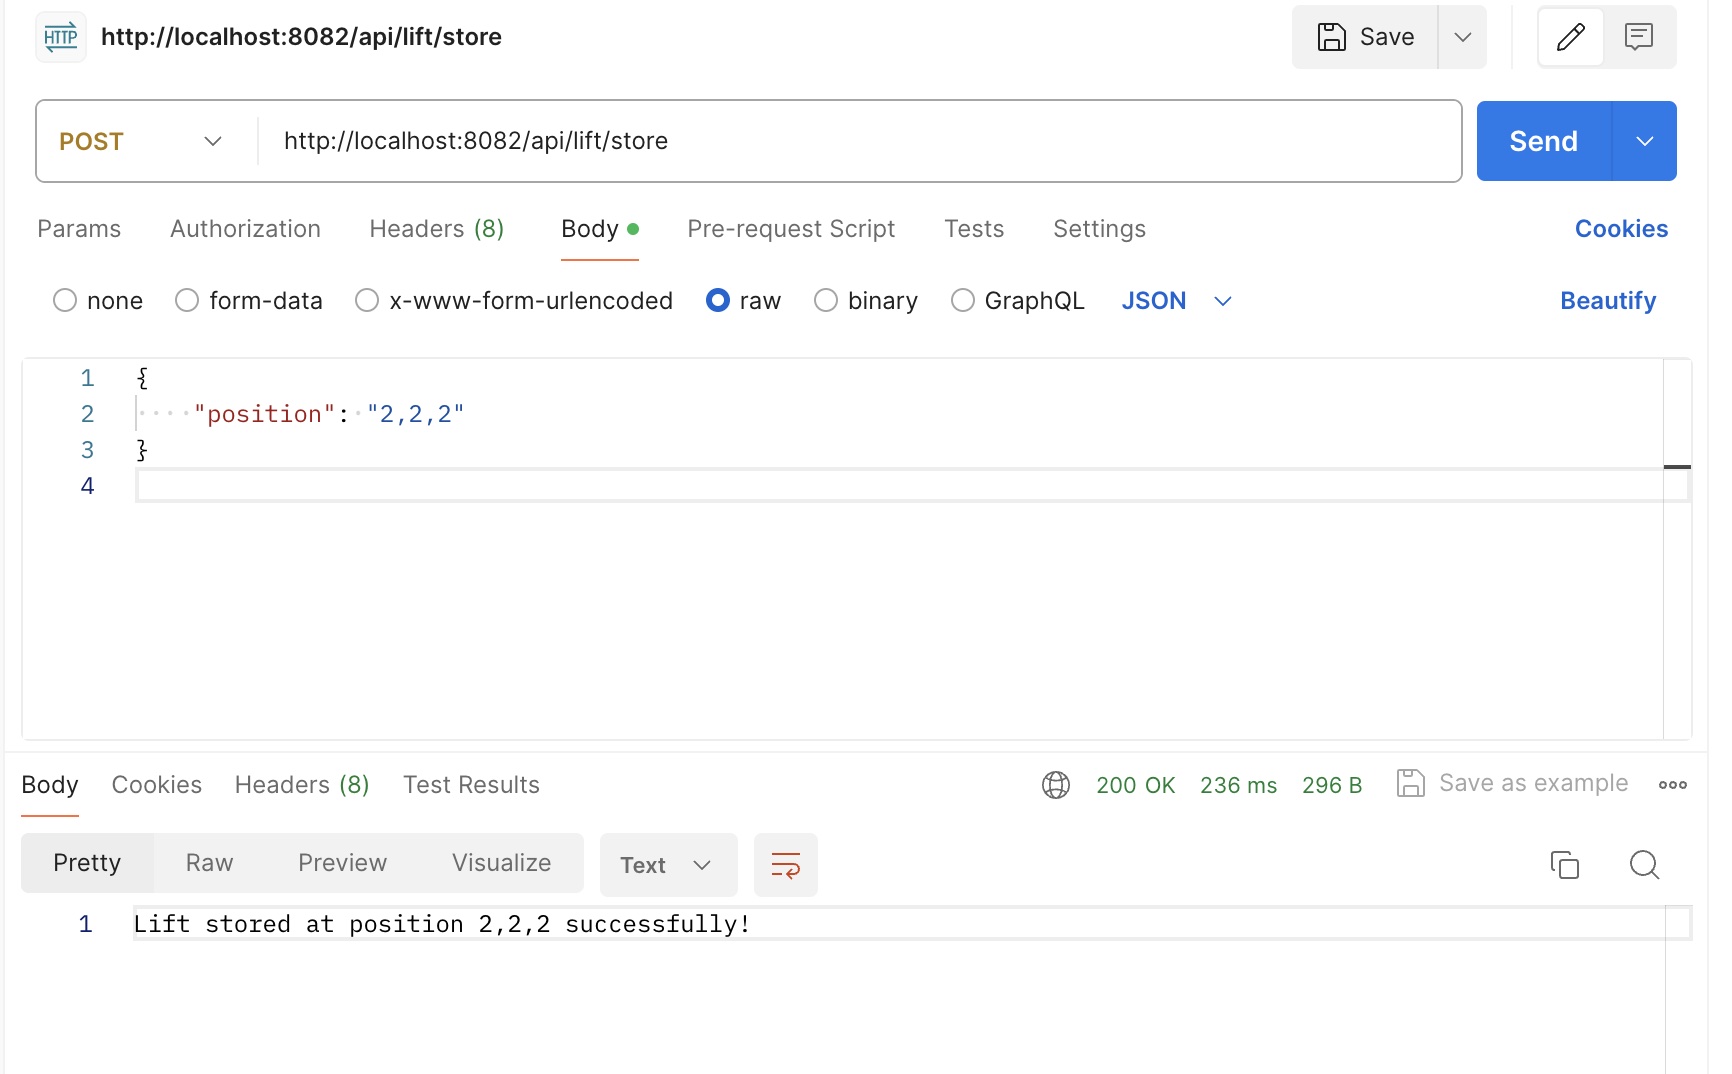 HTTP http://localhost:8082/api/lift/store Save
POST http://localhost:8082/api/lift/store Send
Params Authorization Headers (8) Body Pre-request Script Tests Settings Cookies
none form-data x-www-form-urlencoded raw binary GraphQL JSON Beautify
1 {
2 ····"position":·"2,2,2"
3 }
4
Body Cookies Headers (8) Test Results 200 OK 236 ms 296 B Save as example
Pretty Raw Preview Visualize Text
1 Lift stored at position 2,2,2 successfully!